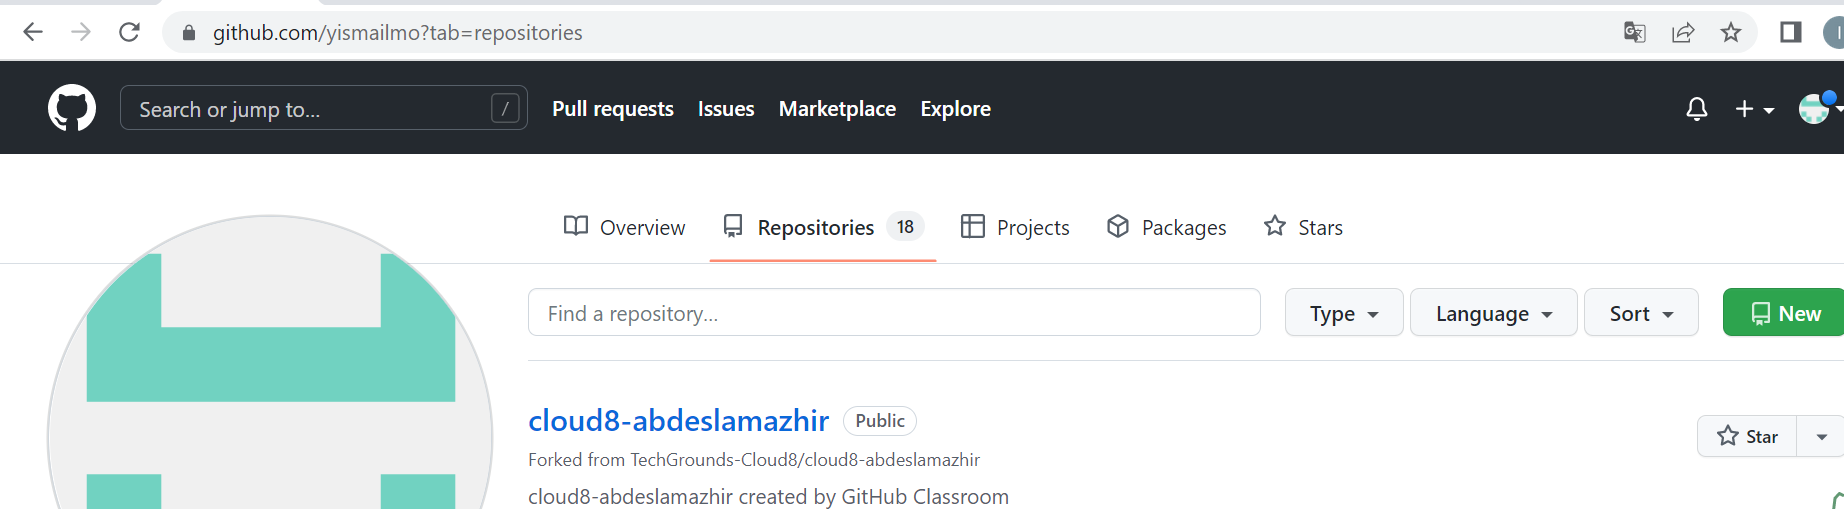 github.com/yismailmo?tab=repositories
I
Search or jump to...
/
Pull requests Issues Marketplace Explore
Overview Repositories 18 Projects Packages Stars
Find a repository...
Type Language Sort New
cloud8-abdeslamazhir Public
Star
Forked from TechGrounds-Cloud8/cloud8-abdeslamazhir
cloud8-abdeslamazhir created by GitHub Classroom